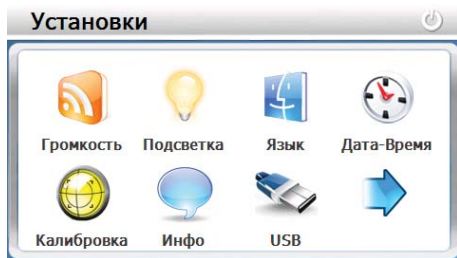 Установки
Громкость Подсветка Язык Дата-Время
Калибровка Инфо USB